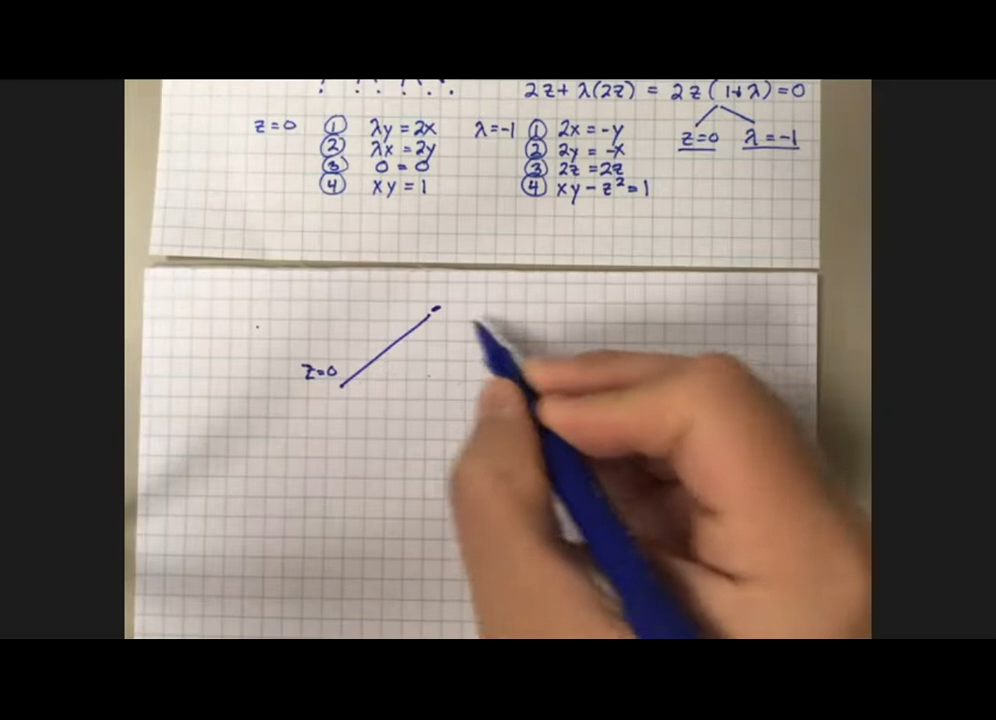 2z + λ(2z) = 2z(1+λ) = 0
z=0 λ=-1
z=0
① λy = 2x
② λx = 2y
③ 0 = 0
④ xy = 1
λ=-1
① 2x = -y
② 2y = -x
③ 2z = 2z
④ xy - z² = 1
z=0